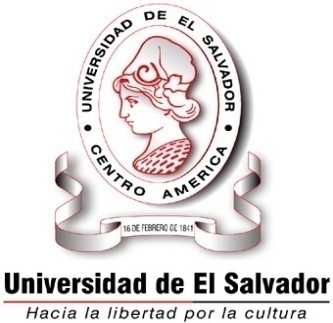 UNIVERSIDAD DE EL SALVADOR
CENTRO AMERICA
16 DE FEBRERO DE 1841
Universidad de El Salvador
Hacia la libertad por la cultura